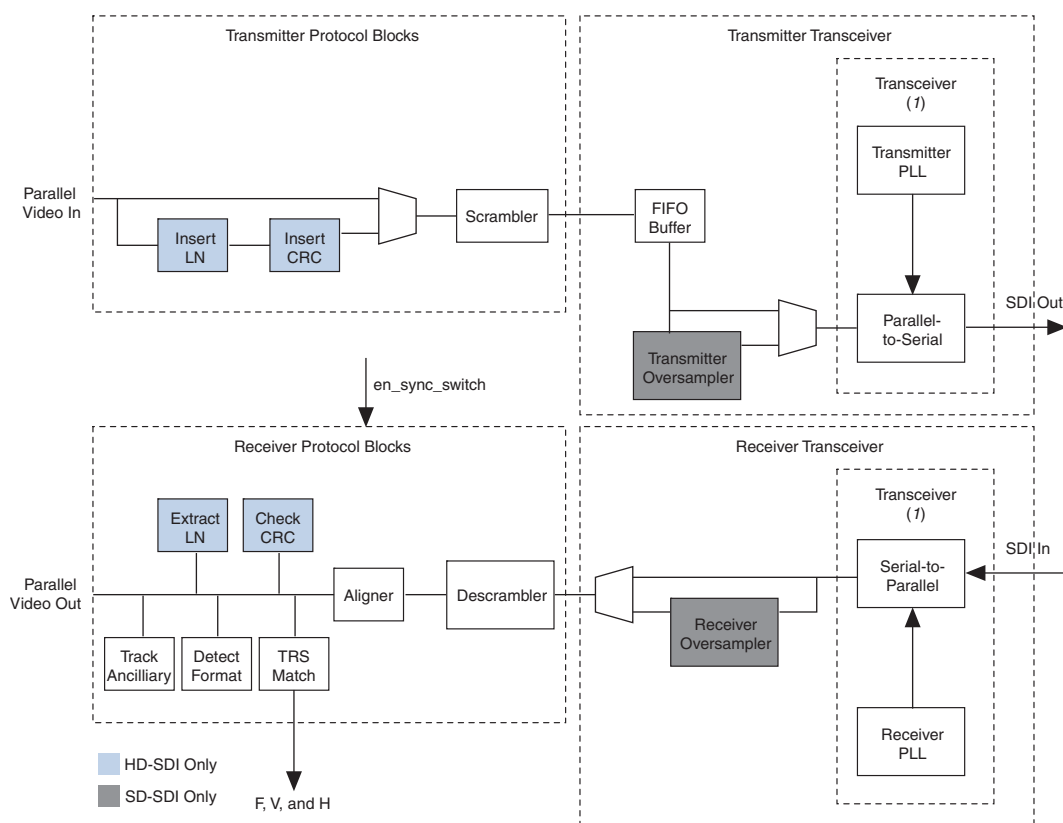 Transmitter Protocol Blocks
Transmitter Transceiver
Transceiver
(1)
Transmitter
PLL
Parallel
Video In
Insert
LN
Insert
CRC
Scrambler
FIFO
Buffer
Transmitter
Oversampler
Parallel-
to-Serial
SDI Out
en_sync_switch
Receiver Protocol Blocks
Receiver Transceiver
Transceiver
(1)
Extract
LN
Check
CRC
Parallel
Video Out
Aligner
Descrambler
Receiver
Oversampler
Serial-to-
Parallel
SDI In
Track
Ancilliary
Detect
Format
TRS
Match
Receiver
PLL
HD-SDI Only
SD-SDI Only
F, V, and H